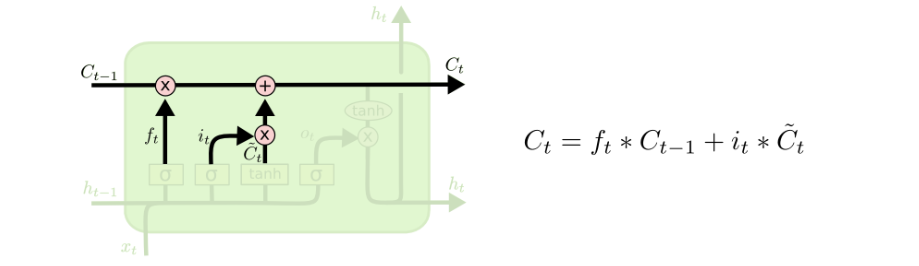 h_t
C_{t-1}
x
+
C_t
tanh
f_t
i_t
o_t
x
x
C̃_t
σ
σ
tanh
σ
h_{t-1}
h_t
x_t
C_t = f_t * C_{t-1} + i_t * C̃_t